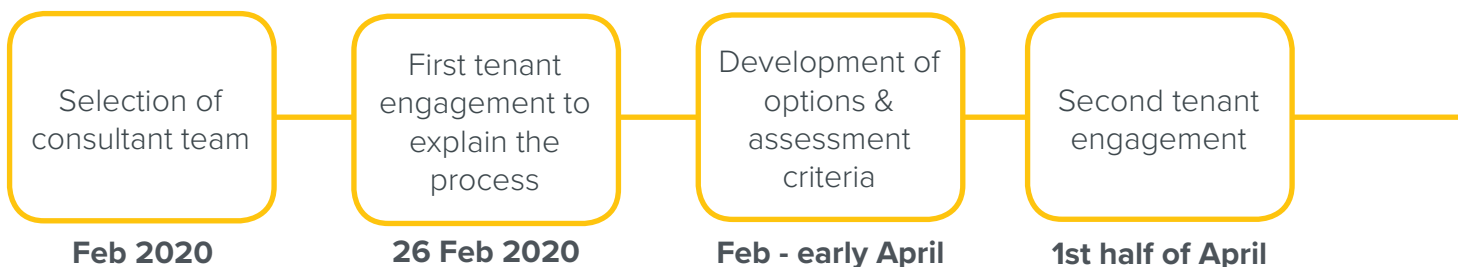 Selection of
consultant team
Feb 2020
First tenant
engagement to
explain the
process
26 Feb 2020
Development of
options &
assessment
criteria
Feb - early April
Second tenant
engagement
1st half of April